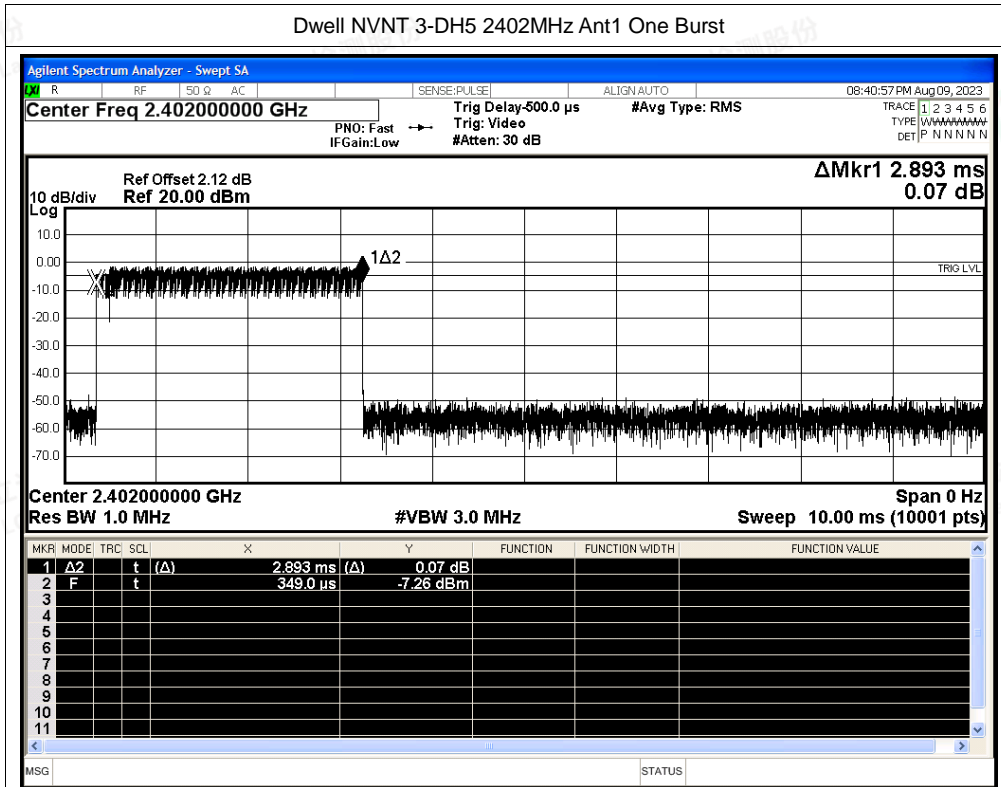 Dwell NVNT 3-DH5 2402MHz Ant1 One Burst
Agilent Spectrum Analyzer - Swept SA
LXI R RF 50 Ω AC SENSE:PULSE ALIGN AUTO 08:40:57 PM Aug 09, 2023
Center Freq 2.402000000 GHz Trig Delay-500.0 µs #Avg Type: RMS TRACE 1 2 3 4 5 6
PNO: Fast Trig: Video TYPE WWWWWW
IFGain:Low #Atten: 30 dB DET P N N N N N
ΔMkr1 2.893 ms
0.07 dB
Ref Offset 2.12 dB
10 dB/div Ref 20.00 dBm
Log
10.0
0.00
-10.0
-20.0
-30.0
-40.0
-50.0
-60.0
-70.0
1Δ2
TRIG LVL
Center 2.402000000 GHz Span 0 Hz
Res BW 1.0 MHz #VBW 3.0 MHz Sweep 10.00 ms (10001 pts)
MKR MODE TRC SCL X Y FUNCTION FUNCTION WIDTH FUNCTION VALUE
1 Δ2 t (Δ) 2.893 ms (Δ) 0.07 dB
2 F t 349.0 µs -7.26 dBm
3
4
5
6
7
8
9
10
11
MSG STATUS